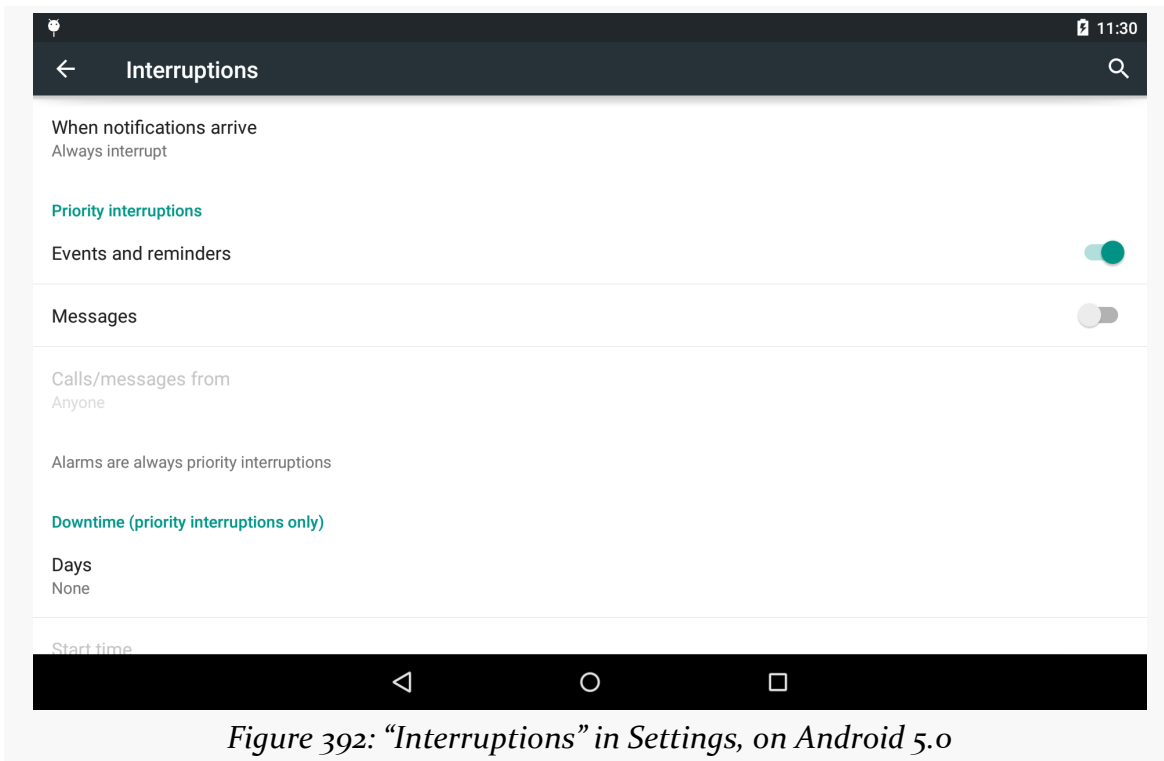 11:30
Interruptions
When notifications arrive
Always interrupt
Priority interruptions
Events and reminders
Messages
Calls/messages from
Anyone
Alarms are always priority interruptions
Downtime (priority interruptions only)
Days
None
Start time
Figure 392: “Interruptions” in Settings, on Android 5.0